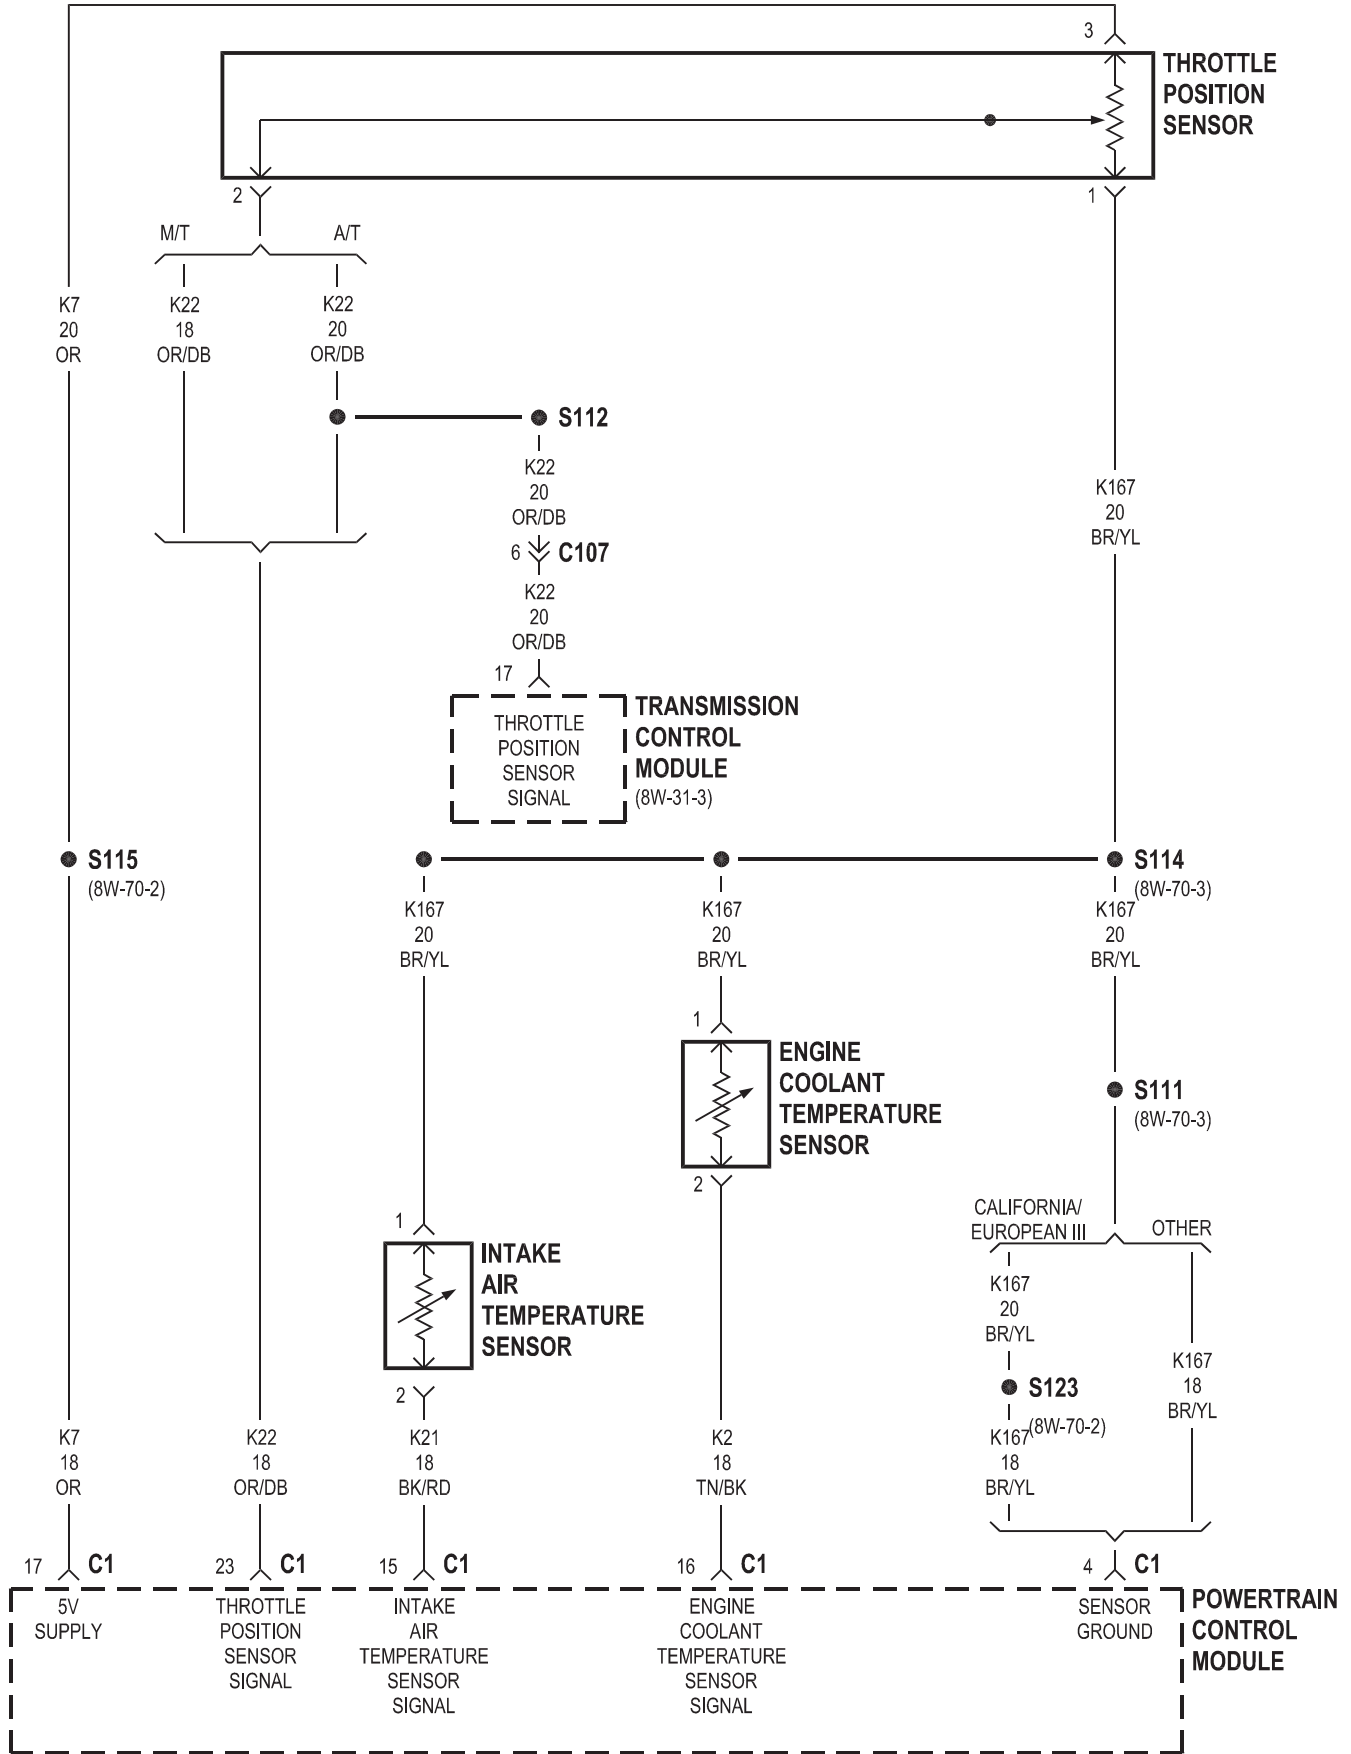 3
THROTTLE
POSITION
SENSOR
2
1
M/T
A/T
K7
20
OR
K22
18
OR/DB
K22
20
OR/DB
S112
K22
20
OR/DB
6
C107
K22
20
OR/DB
17
K167
20
BR/YL
THROTTLE
POSITION
SENSOR
SIGNAL
TRANSMISSION
CONTROL
MODULE
(8W-31-3)
S115
(8W-70-2)
S114
(8W-70-3)
K167
20
BR/YL
K167
20
BR/YL
K167
20
BR/YL
1
ENGINE
COOLANT
TEMPERATURE
SENSOR
2
S111
(8W-70-3)
1
INTAKE
AIR
TEMPERATURE
SENSOR
2
CALIFORNIA/
EUROPEAN III
OTHER
K167
20
BR/YL
S123
(8W-70-2)
K167
18
BR/YL
K167
18
BR/YL
K7
18
OR
K22
18
OR/DB
K21
18
BK/RD
K2
18
TN/BK
17
C1
23
C1
15
C1
16
C1
4
C1
5V
SUPPLY
THROTTLE
POSITION
SENSOR
SIGNAL
INTAKE
AIR
TEMPERATURE
SENSOR
SIGNAL
ENGINE
COOLANT
TEMPERATURE
SENSOR
SIGNAL
SENSOR
GROUND
POWERTRAIN
CONTROL
MODULE